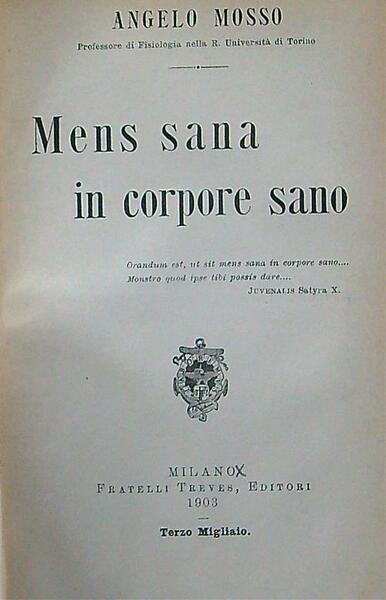 ANGELO MOSSO
Professore di Fisiologia nella R. Università di Torino
Mens sana
in corpore sano
Orandum est, ut sit mens sana in corpore sano....
Monstro quod ipse tibi possis dare....
JUVENALIS Satyra X.
MILANO
FRATELLI TREVES, EDITORI
1903
Terzo Migliaio.